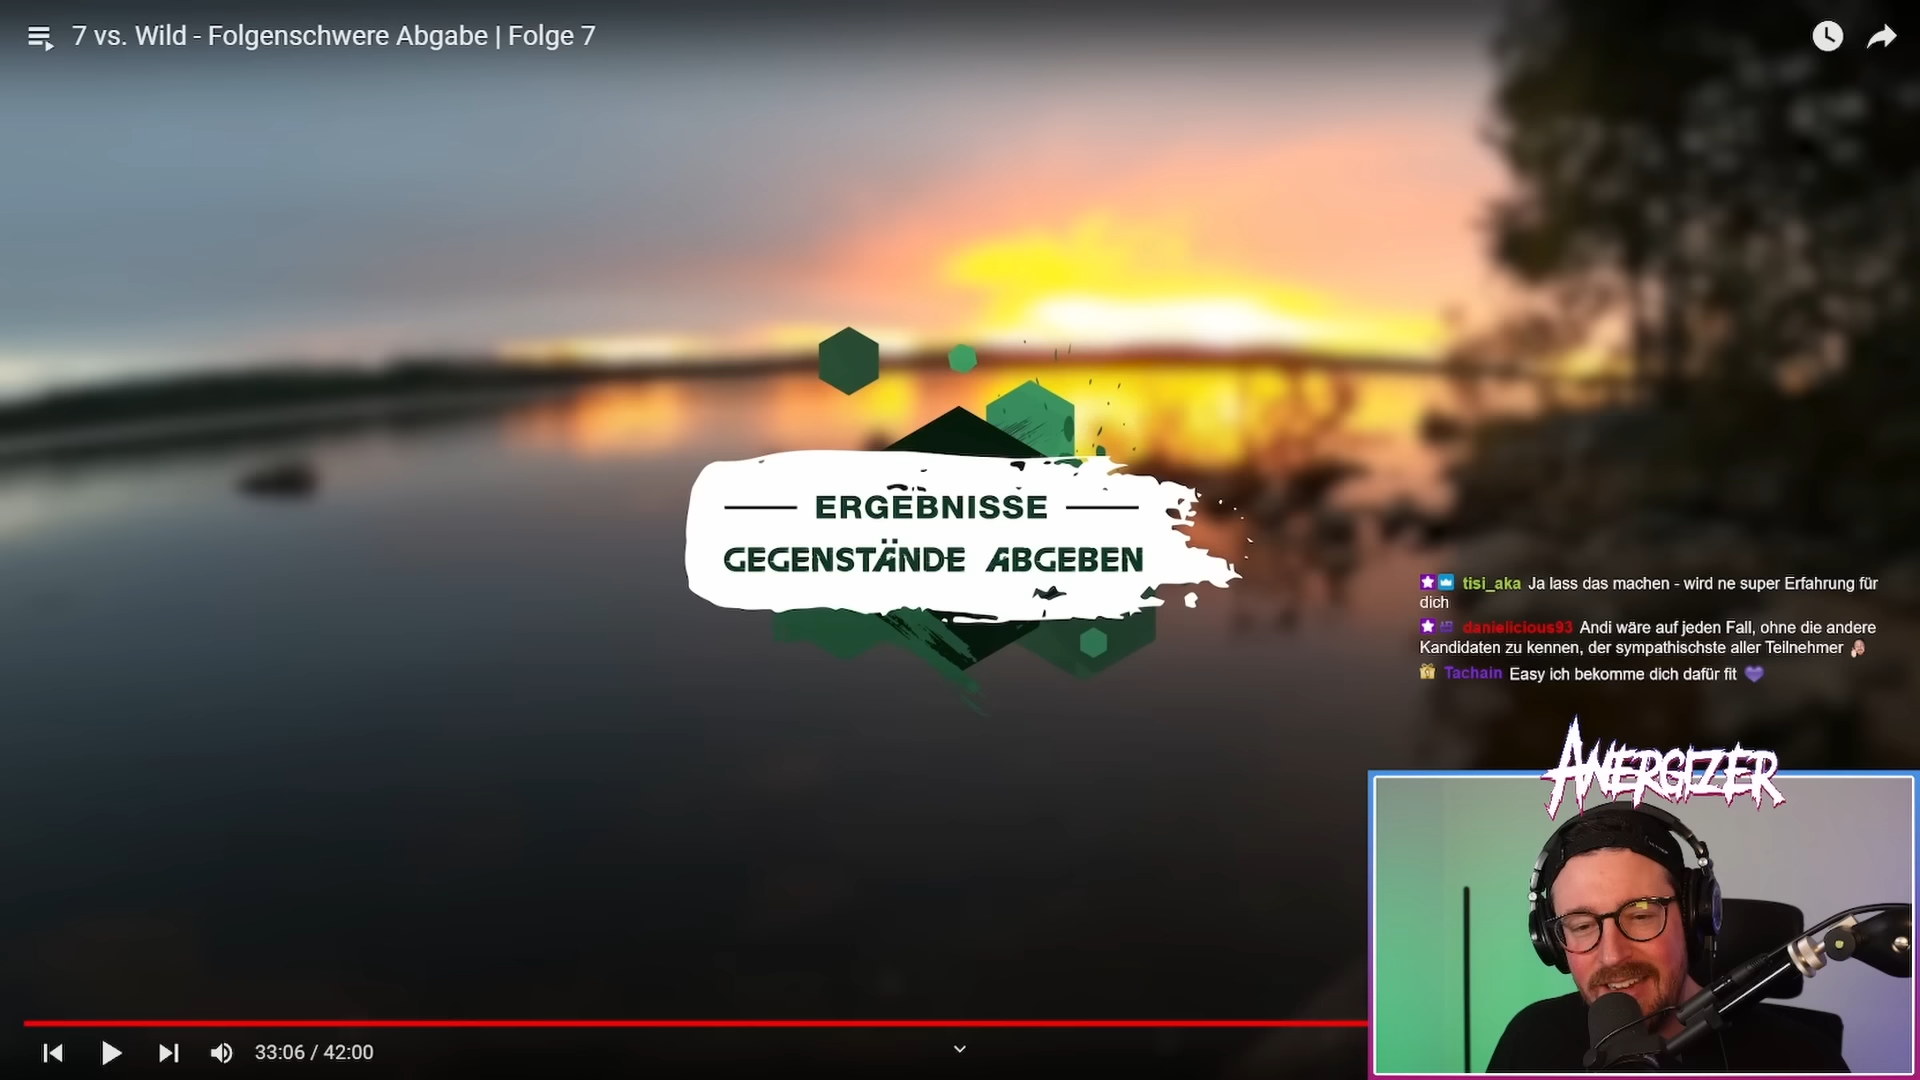 7 vs. Wild - Folgenschwere Abgabe | Folge 7
ERGEBNISSE
GEGENSTÄNDE ABGEBEN
tisi_aka Ja lass das machen - wird ne super Erfahrung für
dich
danielicious93 Andi wäre auf jeden Fall, ohne die andere
Kandidaten zu kennen, der sympathischste aller Teilnehmer
Tachain Easy ich bekomme dich dafür fit
ANERGIZER
33:06 / 42:00